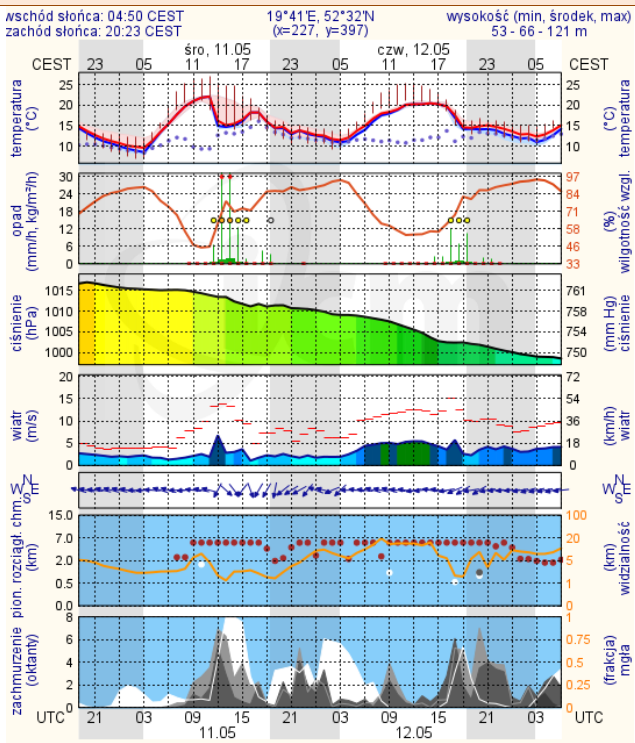 wschód słońca: 04:50 CEST 19°41'E, 52°32'N wysokość (min, środek, max)
zachód słońca: 20:23 CEST (x=227, y=397) 53 - 66 - 121 m
śro, 11.05 czw, 12.05
CEST 23 05 11 17 23 05 11 17 23 05 CEST
temperatura (°C)
25 20 15 10
25 20 15 10
(°C) temperatura
opad (mm/h, kg/m²/h)
30 24 18 12 6 0
97 84 71 58 46 33
(%) wilgotność wzgl.
ciśnienie (hPa)
1015 1010 1005 1000
761 758 754 750
(mm Hg) ciśnienie
wiatr (m/s)
20 15 10 5 0
72 54 36 18 0
(km/h) wiatr
N W E S
N W E S
pion. rozciągł. chm. (km)
15.0 7.0 2.0 0.5 0.0
100 20 5 1 0
(km) widzialność
zachmurzenie (oktanty)
8 6 4 2 0
1 0.75 0.5 0.25 0
(frakcja) mgła
UTC 21 03 09 15 21 03 09 15 21 03 UTC
11.05 12.05